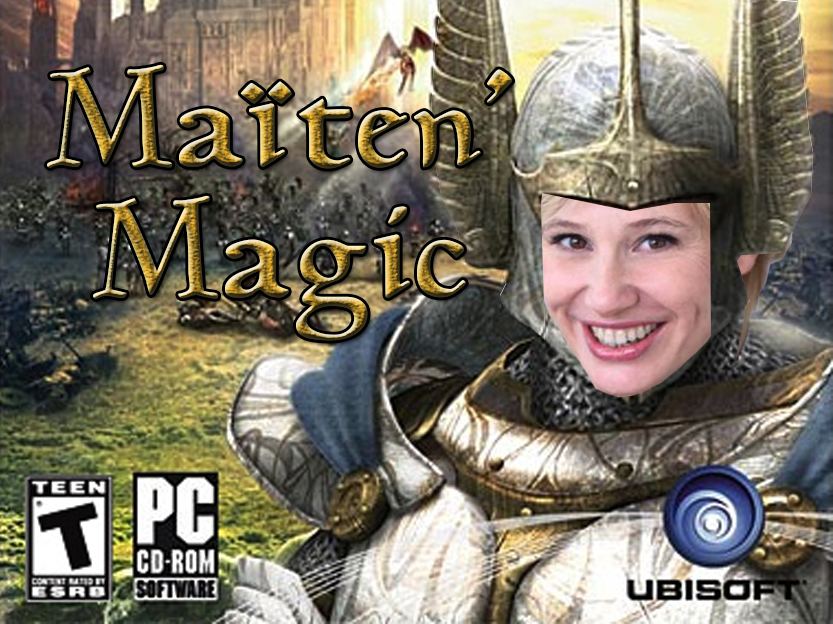 Maïten'
Magic
TEEN
T
CONTENT RATED BY
ESRB
PC
CD-ROM
SOFTWARE
UBISOFT